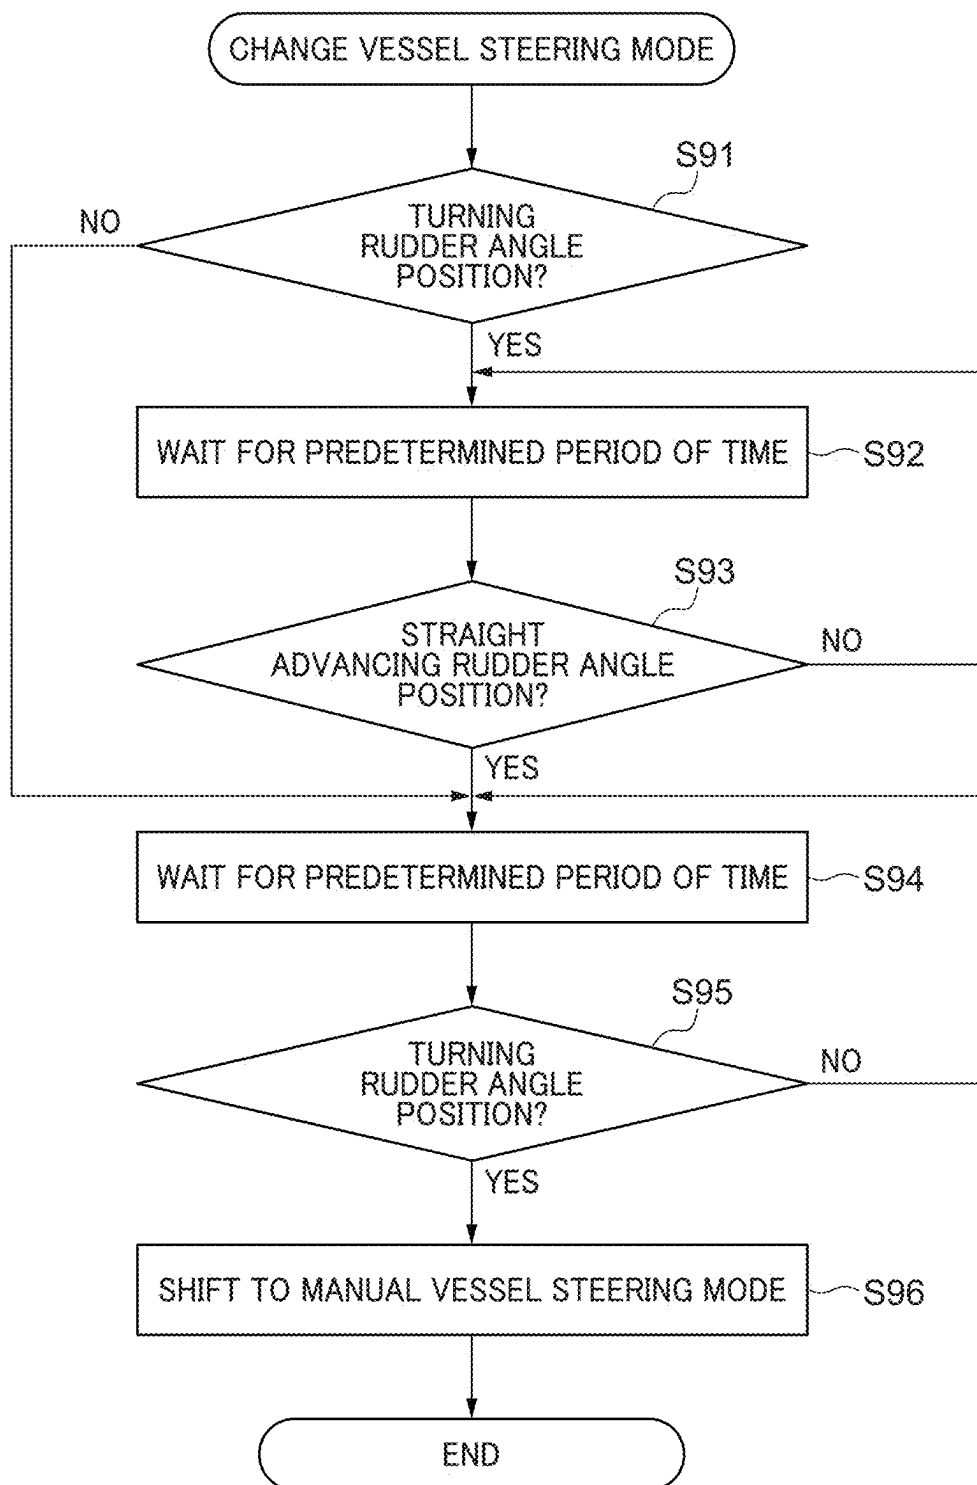 CHANGE VESSEL STEERING MODE
S91
NO
TURNING
RUDDER ANGLE
POSITION?
YES
WAIT FOR PREDETERMINED PERIOD OF TIME
S92
S93
STRAIGHT
ADVANCING RUDDER ANGLE
POSITION?
NO
YES
WAIT FOR PREDETERMINED PERIOD OF TIME
S94
S95
TURNING
RUDDER ANGLE
POSITION?
NO
YES
SHIFT TO MANUAL VESSEL STEERING MODE
S96
END